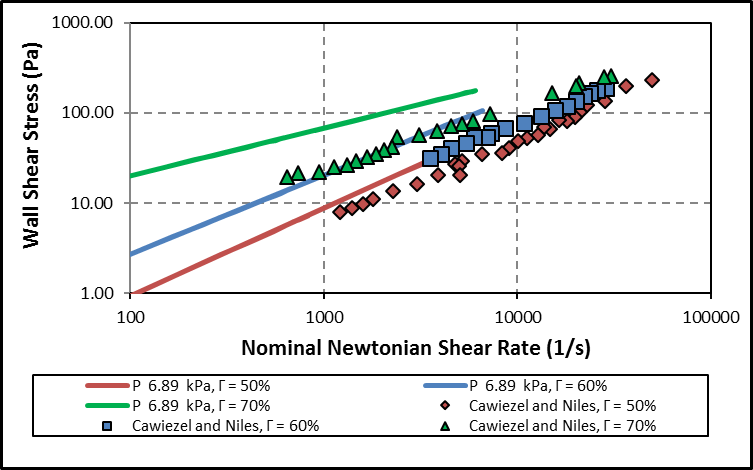 1000.00
100.00
10.00
1.00
Wall Shear Stress (Pa)
100 1000 10000 100000
Nominal Newtonian Shear Rate (1/s)
P 6.89 kPa, Γ = 50%
P 6.89 kPa, Γ = 60%
P 6.89 kPa, Γ = 70%
Cawiezel and Niles, Γ = 50%
Cawiezel and Niles, Γ = 60%
Cawiezel and Niles, Γ = 70%